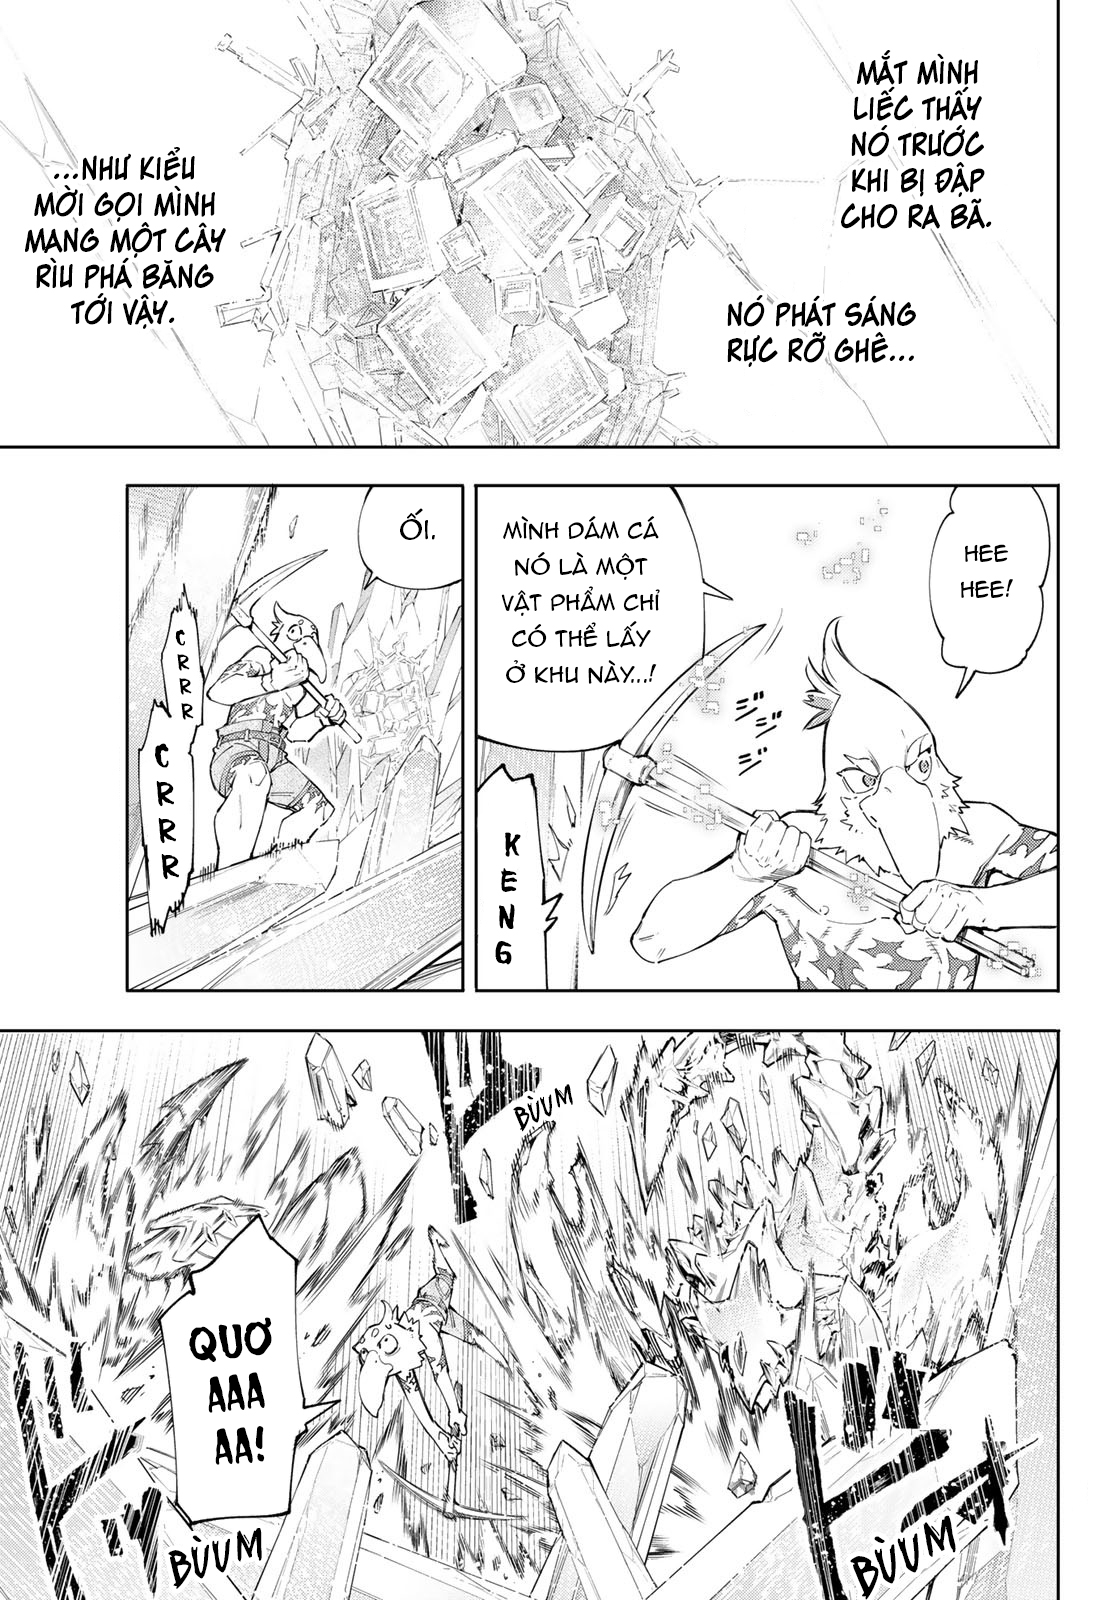 MẮT MÌNH
LIẾC THẤY
NÓ TRƯỚC
KHI BỊ ĐẬP
CHO RA BÃ.
NÓ PHÁT SÁNG
RỰC RỠ GHÊ...
...NHƯ KIỂU
MỜI GỌI MÌNH
MANG MỘT CÂY
RÌU PHÁ BĂNG
TỚI VẬY.
HEE
HEE!
MÌNH DÁM CÁ
NÓ LÀ MỘT
VẬT PHẨM CHỈ
CÓ THỂ LẤY
Ở KHU NÀY...!
ジジジ
KENG
ỐI.
CRRR
CRRR
BÙUM
QUƠ
AAA
AA!
BÙUM
BÙUM